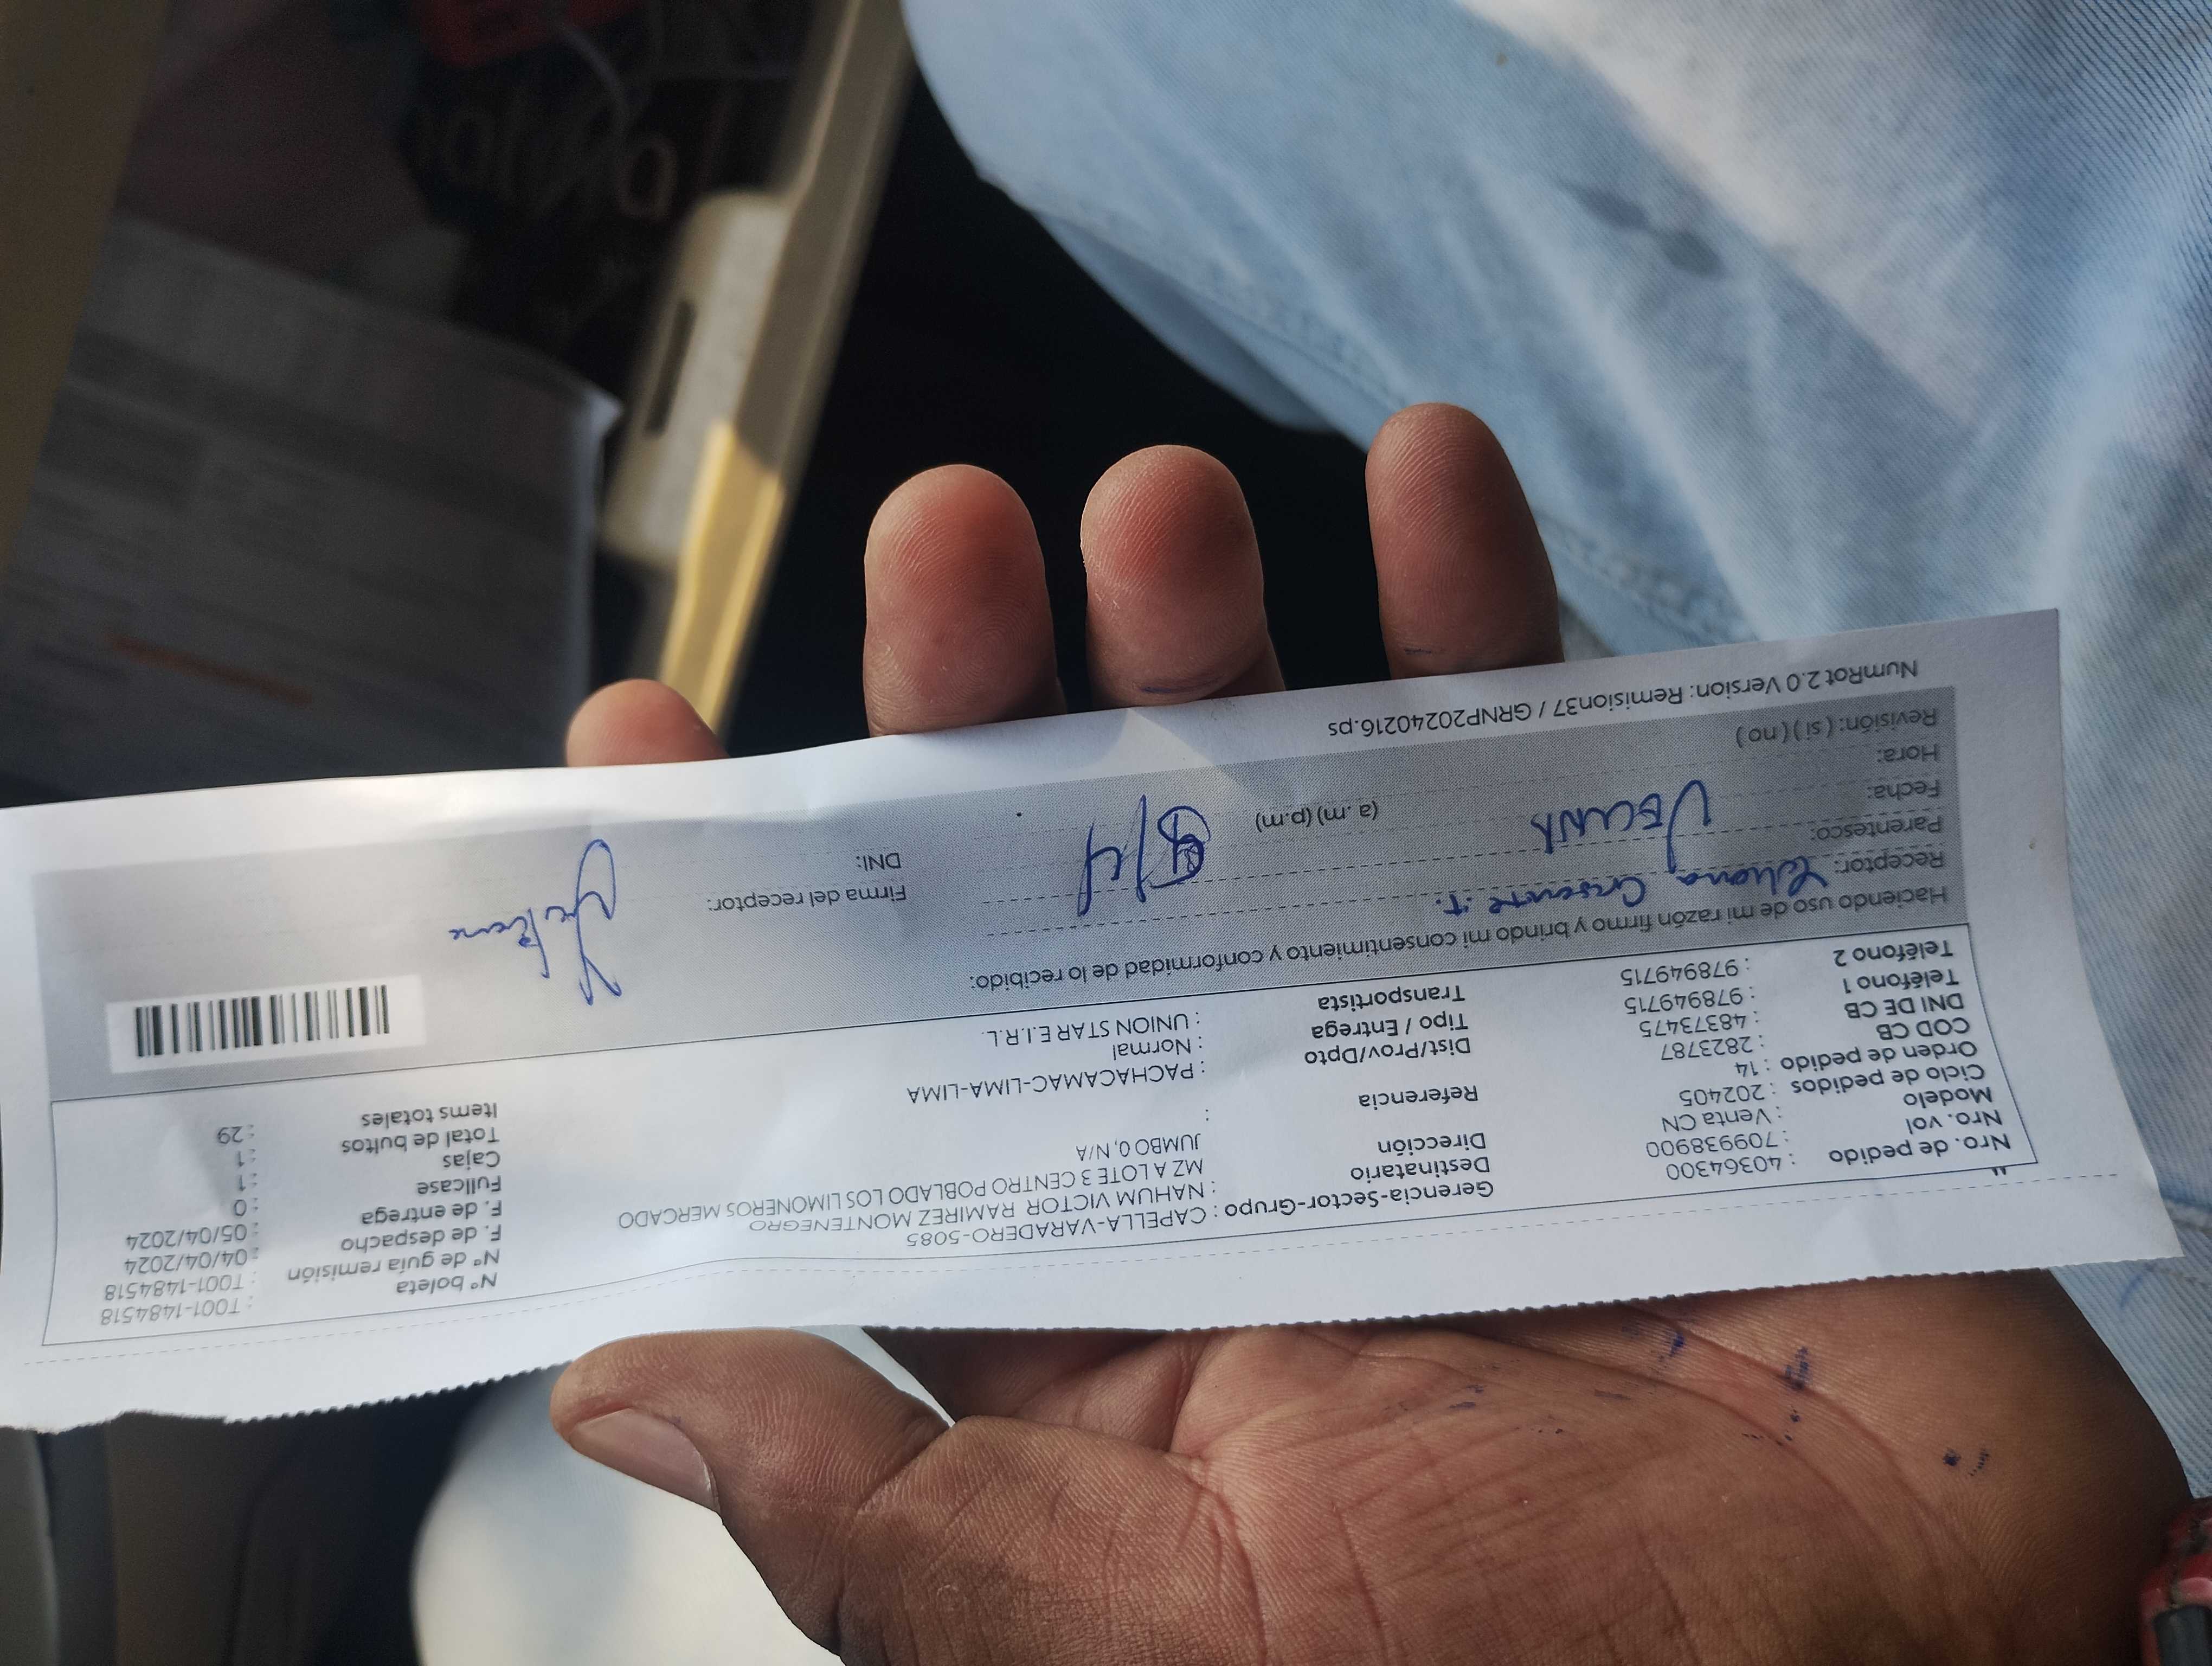 Nro. de pedido : 40364300
Nro. vol : 709938900
Modelo : Venta CN
Ciclo de pedidos : 202405
Orden de pedido : 14
COD CB : 2823787
DNI DE CB : 48373475
Teléfono 1 : 978949715
Teléfono 2 : 978949715
Gerencia-Sector-Grupo : CAPELLA-VARADERO-5085
Destinatario : NAHUM VICTOR RAMIREZ MONTENEGRO
Dirección : MZ A LOTE 3 CENTRO POBLADO LOS LIMONEROS MERCADO
JUMBO 0, N/A
Referencia :
Dist/Prov/Dpto : PACHACAMAC-LIMA-LIMA
Tipo / Entrega : Normal
Transportista : UNION STAR E.I.R.L.
N° boleta : T001-1484518
N° de guía remisión : T001-1484518
F. de despacho : 04/04/2024
F. de entrega : 05/04/2024
Fullcase : 0
Cajas : 1
Total de bultos : 1
Items totales : 29
Haciendo uso de mi razón firmo y brindo mi consentimiento y conformidad de lo recibido:
Receptor: T.
Parentesco: VECINA
Fecha:
Hora: (a. m) (p.m)
Revisión: ( si ) ( no )
Firma del receptor:
DNI:
NumRot 2.0 Version: Remision37 / GRNP20240216.ps